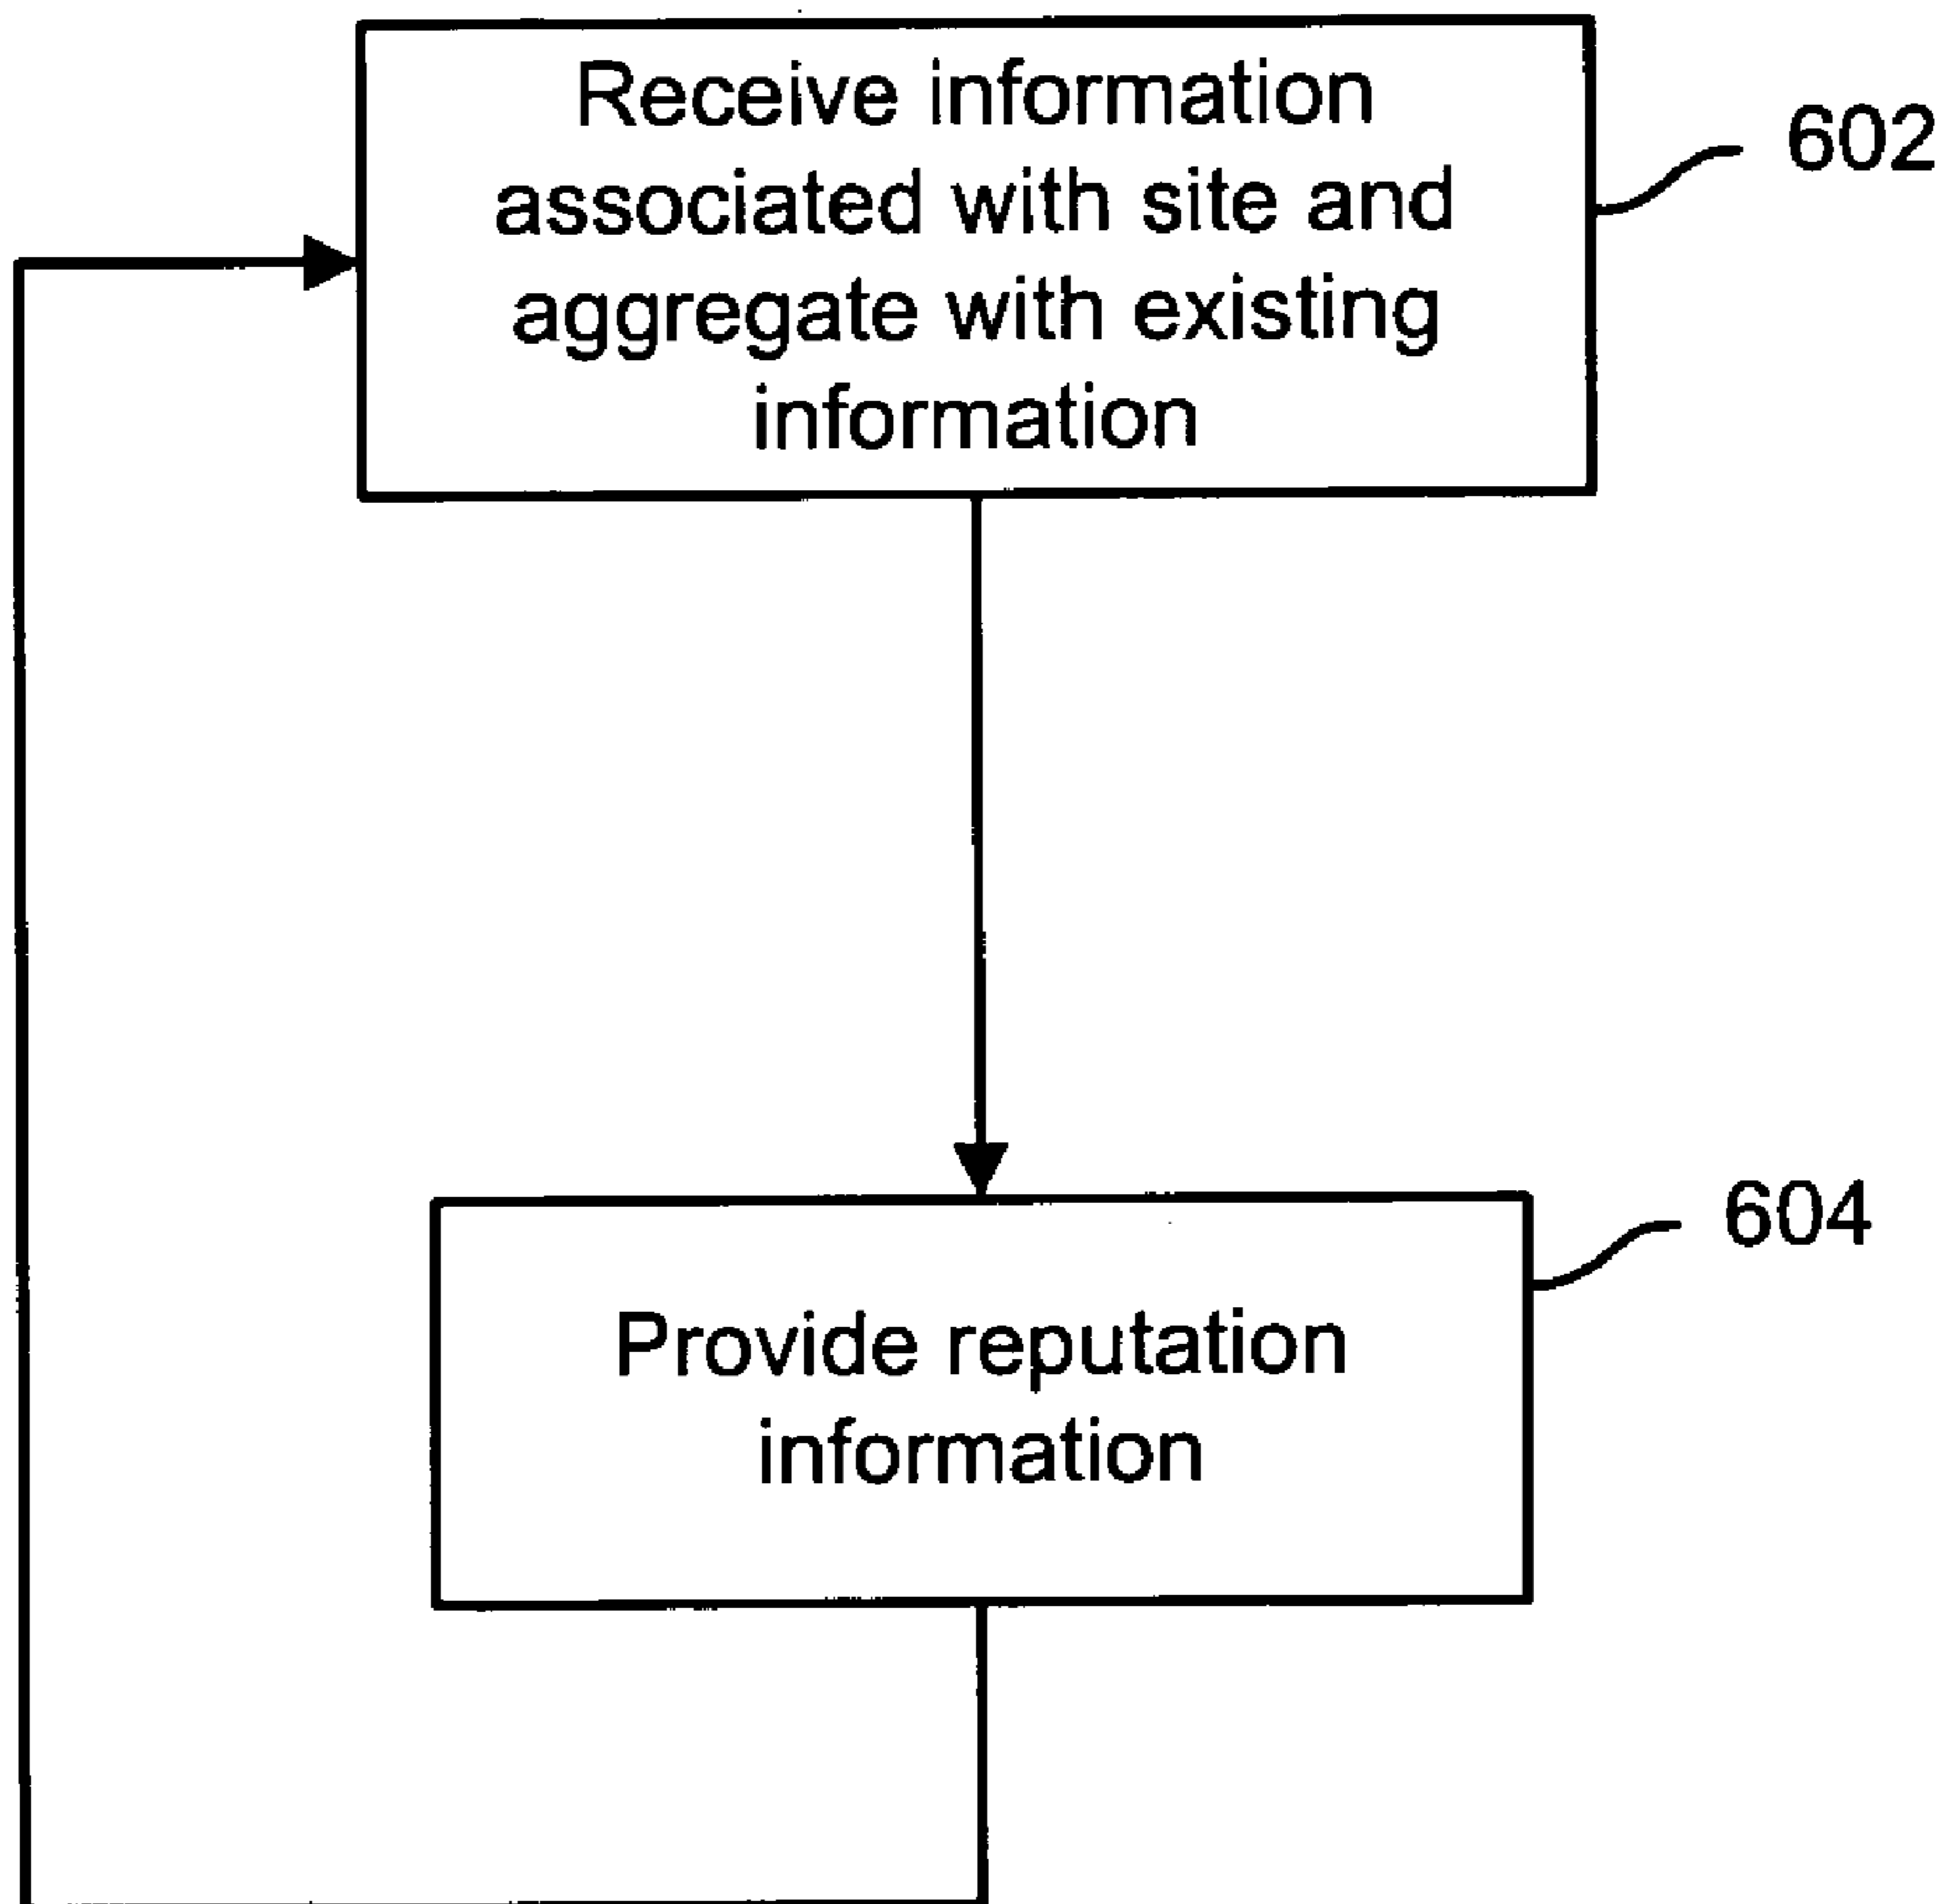 Receive information
associated with site and
aggregate with existing
information
602
604
Provide reputation
information